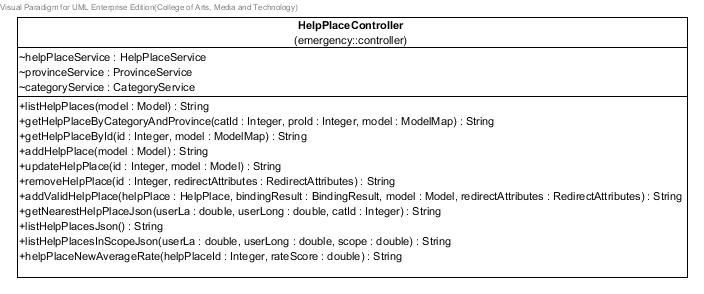 Visual Paradigm for UML Enterprise Edition(College of Arts, Media and Technology)
HelpPlaceController
(emergency::controller)
~helpPlaceService : HelpPlaceService
~provinceService : ProvinceService
~categoryService : CategoryService
+listHelpPlaces(model : Model) : String
+getHelpPlaceByCategoryAndProvince(catId : Integer, proId : Integer, model : ModelMap) : String
+getHelpPlaceById(id : Integer, model : ModelMap) : String
+addHelpPlace(model : Model) : String
+updateHelpPlace(id : Integer, model : Model) : String
+removeHelpPlace(id : Integer, redirectAttributes : RedirectAttributes) : String
+addValidHelpPlace(helpPlace : HelpPlace, bindingResult : BindingResult, model : Model, redirectAttributes : RedirectAttributes) : String
+getNearestHelpPlaceJson(userLa : double, userLong : double, catId : Integer) : String
+listHelpPlacesJson() : String
+listHelpPlacesInScopeJson(userLa : double, userLong : double, scope : double) : String
+helpPlaceNewAverageRate(helpPlaceId : Integer, rateScore : double) : String